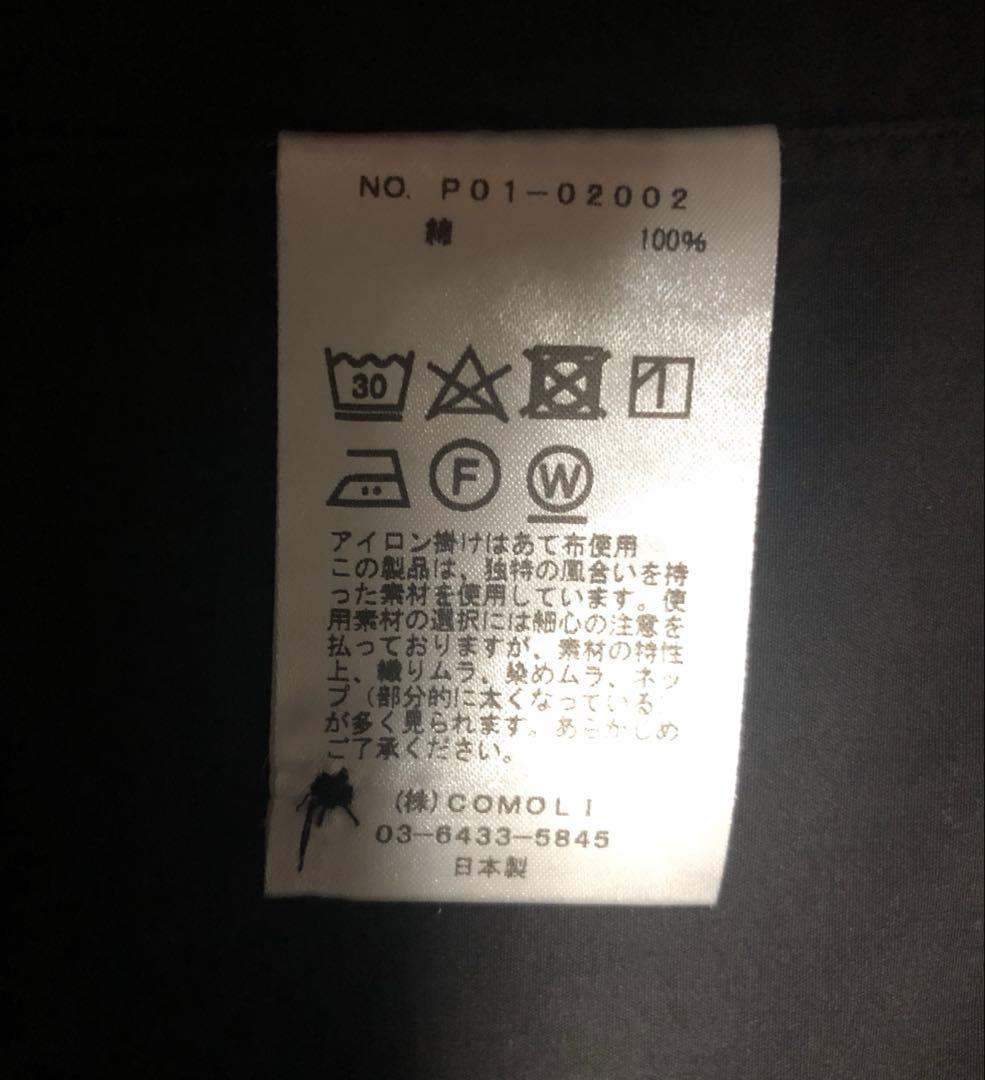 NO. P01-02002
綿 100%
30
F W
アイロン掛けはあて布使用
この製品は、独特の風合いを持
った素材を使用しています。使
用素材の選択には細心の注意を
払っておりますが、素材の特性
上、織りムラ、染めムラ、ネッ
プ(部分的に太くなっている)
が多く見られます。あらかじめ
ご了承ください。
(株)COMOLI
03-6433-5845
日本製